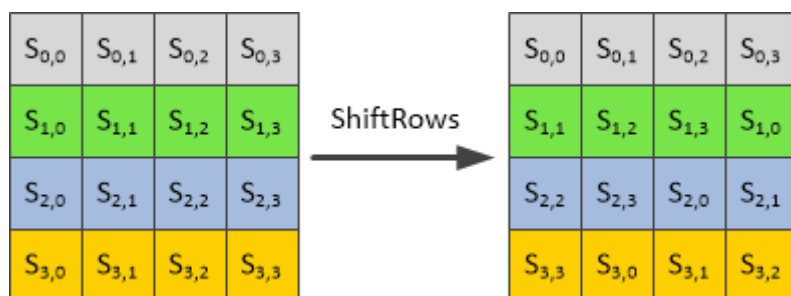 S0,0 S0,1 S0,2 S0,3 S0,0 S0,1 S0,2 S0,3
S1,0 S1,1 S1,2 S1,3 ShiftRows S1,1 S1,2 S1,3 S1,0
S2,0 S2,1 S2,2 S2,3 S2,2 S2,3 S2,0 S2,1
S3,0 S3,1 S3,2 S3,3 S3,3 S3,0 S3,1 S3,2